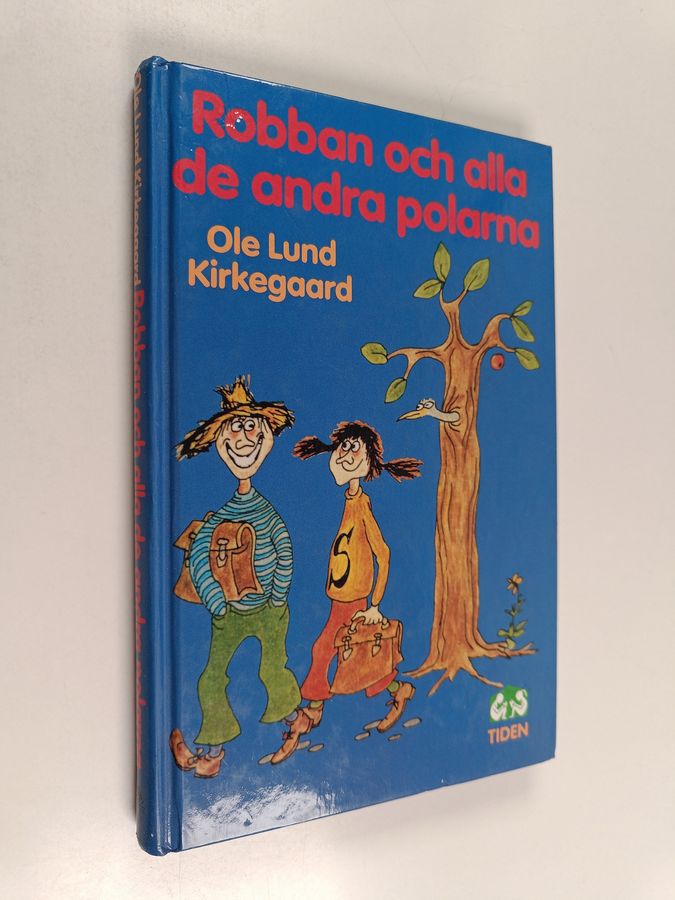 Robban och alla
de andra polarna
Ole Lund
Kirkegaard
S
TIDEN
Ole Lund Kirkegaard Robban och alla de andra polarna